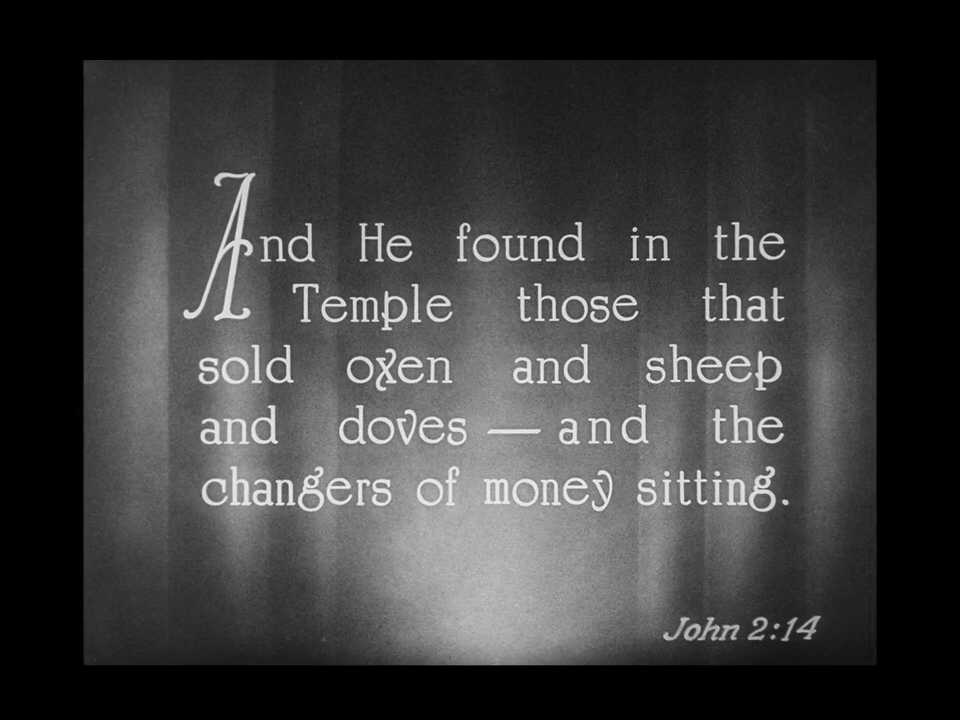 And He found in the
Temple those that
sold oxen and sheep
and doves — and the
changers of money sitting.
John 2:14